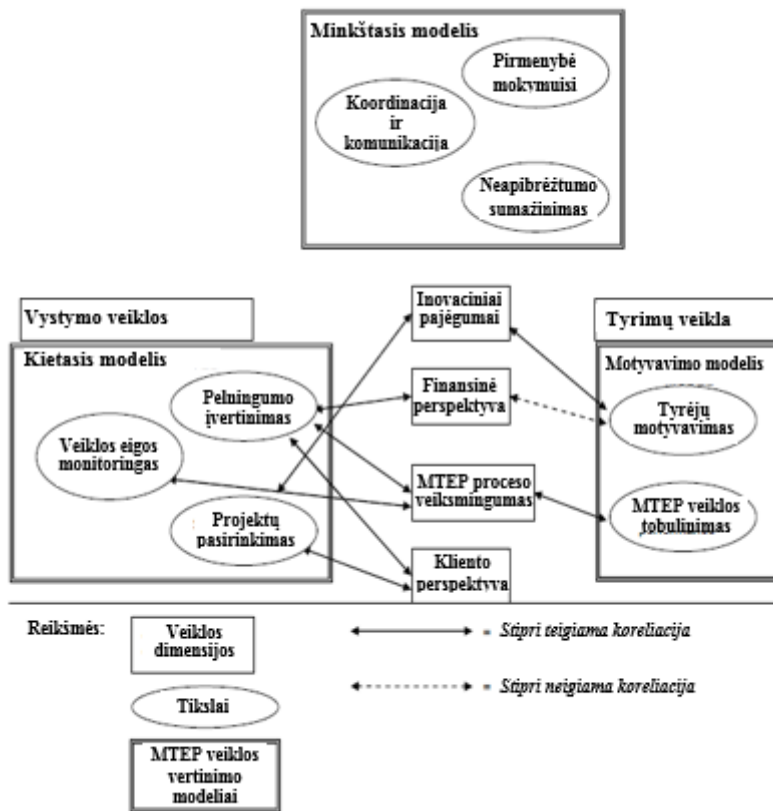 Minkštasis modelis
Pirmenybė
mokymuisi
Koordinacija
ir
komunikacija
Neapibrėžtumo
sumažinimas
Vystymo veiklos
Inovaciniai
pajėgumai
Tyrimų veikla
Kietasis modelis
Pelningumo
įvertinimas
Veiklos eigos
monitoringas
Projektų
pasirinkimas
Finansinė
perspektyva
MTEP proceso
veiksmingumas
Kliento
perspektyva
Motyvavimo modelis
Tyrėjų
motyvavimas
MTEP veiklos
tobulinimas
Reikšmės:
Veiklos
dimensijos
= Stipri teigiama koreliacija
Tikslai
= Stipri neigiama koreliacija
MTEP veiklos
vertinimo
modeliai